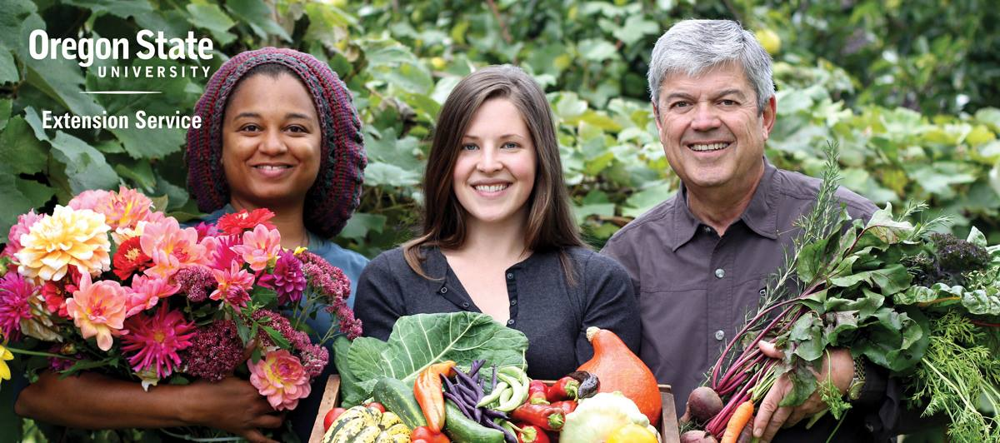 Oregon State
UNIVERSITY
Extension Service